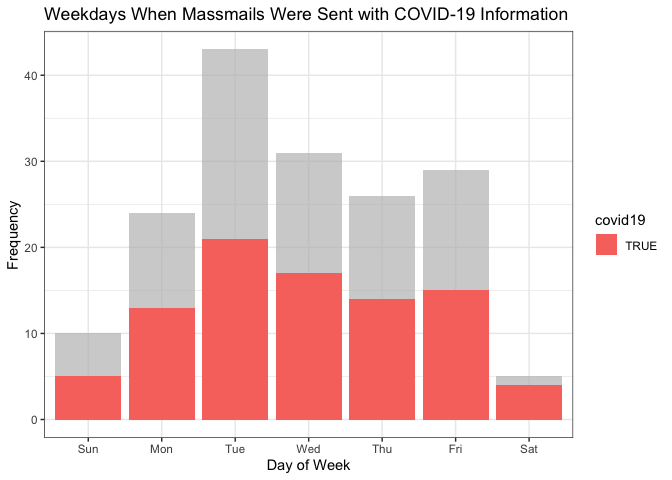 Weekdays When Massmails Were Sent with COVID-19 Information
Frequency
40
30
20
10
0
Sun Mon Tue Wed Thu Fri Sat
Day of Week
covid19
TRUE